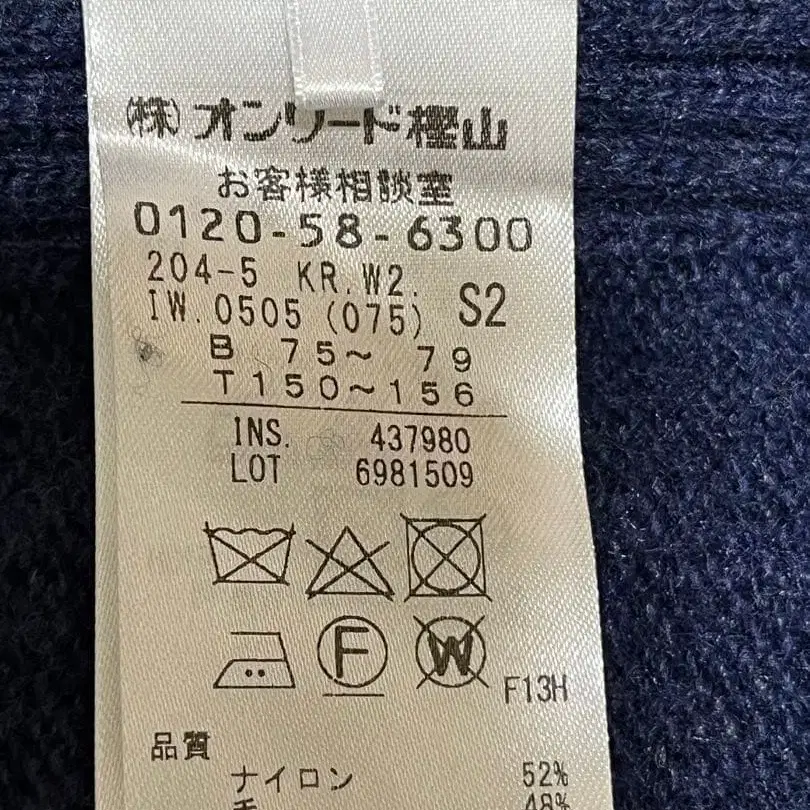 ㈱オンワード樫山
お客様相談室
0120-58-6300
204-5 KR.W2.
IW.0505 (075) S2
B 75～ 79
T150～156
INS. 437980
LOT 6981509
F W F13H
品質
ナイロン 52%
毛 48%